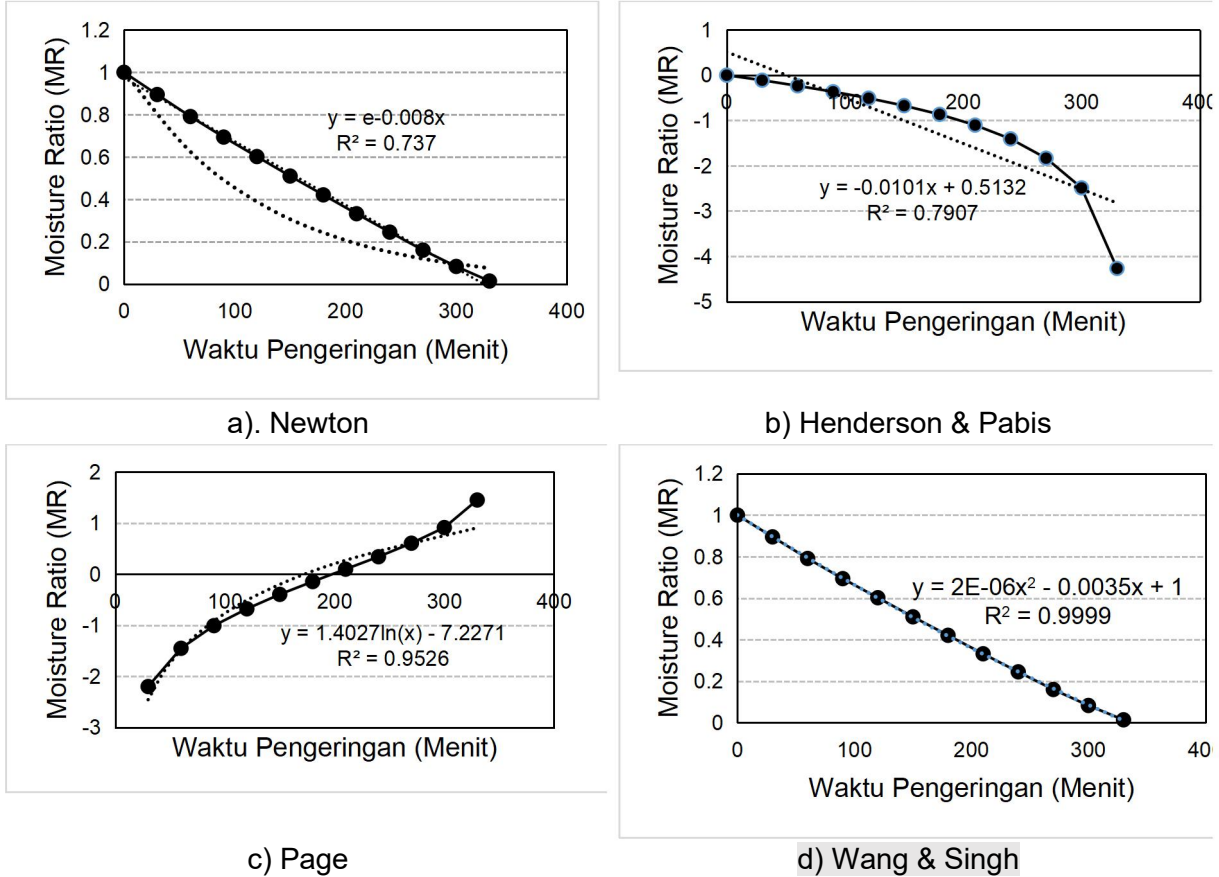 1.2
1
0.8
0.6
0.4
0.2
0
0 100 200 300 400
Moisture Ratio (MR)
y = e-0.008x
R² = 0.737
Waktu Pengeringan (Menit)
a). Newton
1
0
-1
-2
-3
-4
-5
0 100 200 300 400
Moisture Ratio (MR)
y = -0.0101x + 0.5132
R² = 0.7907
Waktu Pengeringan (Menit)
b) Henderson & Pabis
2
1
0
-1
-2
-3
0 100 200 300 400
Moisture Ratio (MR)
y = 1.4027ln(x) - 7.2271
R² = 0.9526
Waktu Pengeringan (Menit)
c) Page
1.2
1
0.8
0.6
0.4
0.2
0
0 100 200 300
Moisture Ratio (MR)
y = 2E-06x² - 0.0035x + 1
R² = 0.9999
Waktu Pengeringan (Menit)
d) Wang & Singh